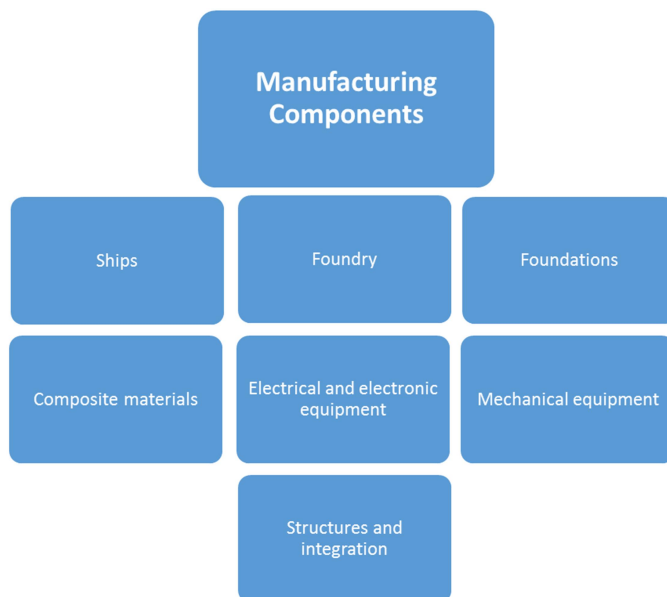 Manufacturing
Components
Ships
Foundry
Foundations
Composite materials
Electrical and electronic
equipment
Mechanical equipment
Structures and
integration